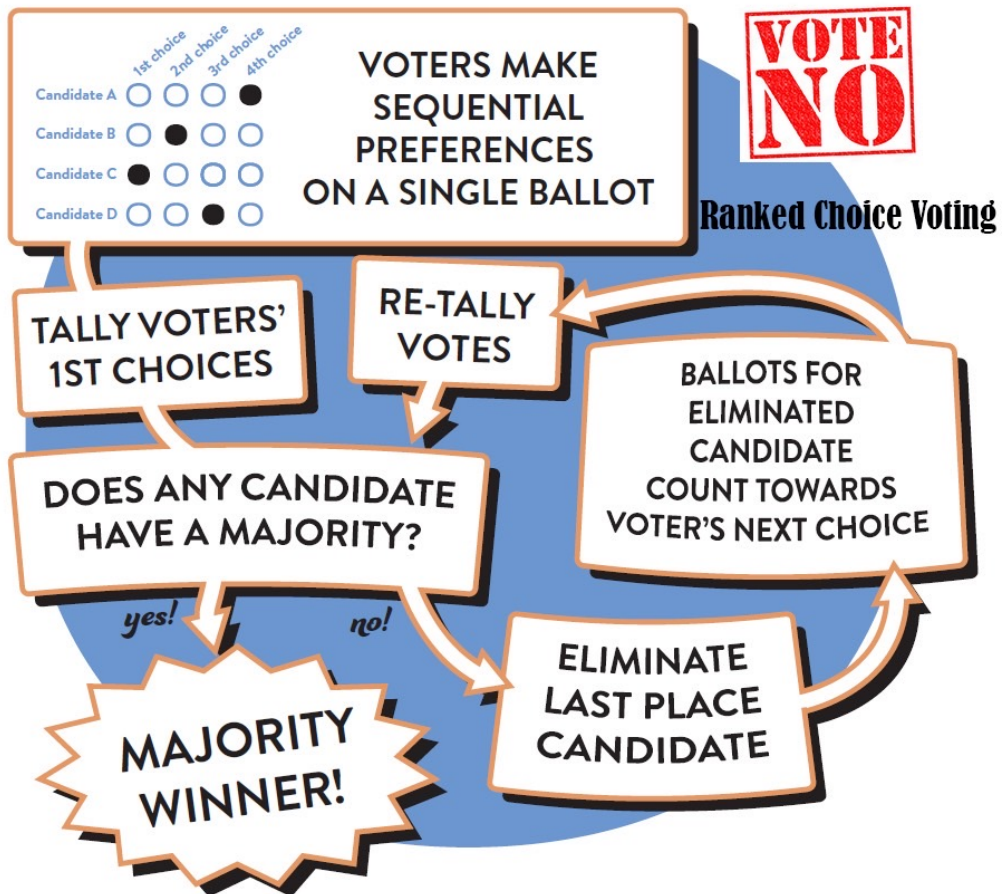 1st choice
2nd choice
3rd choice
4th choice
Candidate A
Candidate B
Candidate C
Candidate D
VOTERS MAKE
SEQUENTIAL
PREFERENCES
ON A SINGLE BALLOT
VOTE
NO
Ranked Choice Voting
TALLY VOTERS'
1ST CHOICES
RE-TALLY
VOTES
BALLOTS FOR
ELIMINATED
CANDIDATE
COUNT TOWARDS
VOTER'S NEXT CHOICE
DOES ANY CANDIDATE
HAVE A MAJORITY?
yes!
no!
ELIMINATE
LAST PLACE
CANDIDATE
MAJORITY
WINNER!